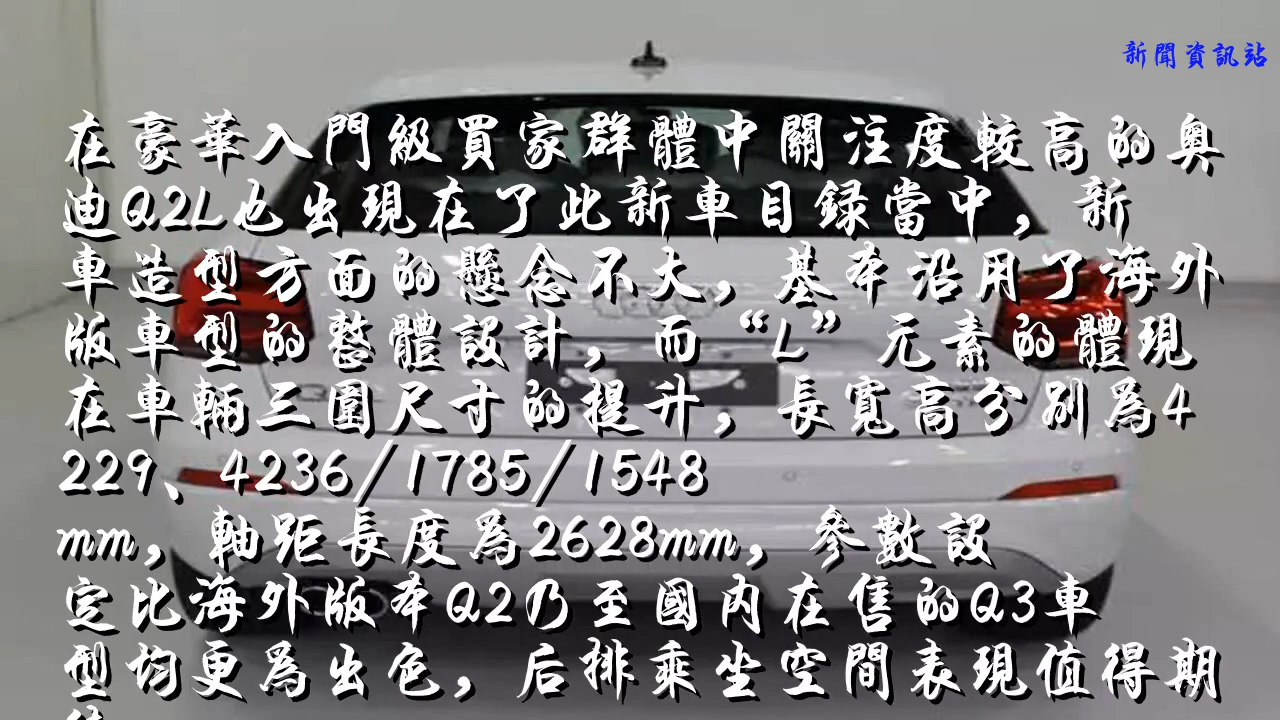 新聞資訊站
在豪華入門級買家群體中關注度較高的奧
迪Q2L也出現在了此新車目録當中，新
車造型方面的懸念不大，基本沿用了海外
版車型的整體設計，而“L”元素的體現
在車輛三圍尺寸的提升，長寬高分别為4
229、4236/1785/1548
mm，軸距長度為2628mm，參數設
定比海外版本Q2乃至國内在售的Q3車
型均更為出色，后排乘坐空間表現值得期